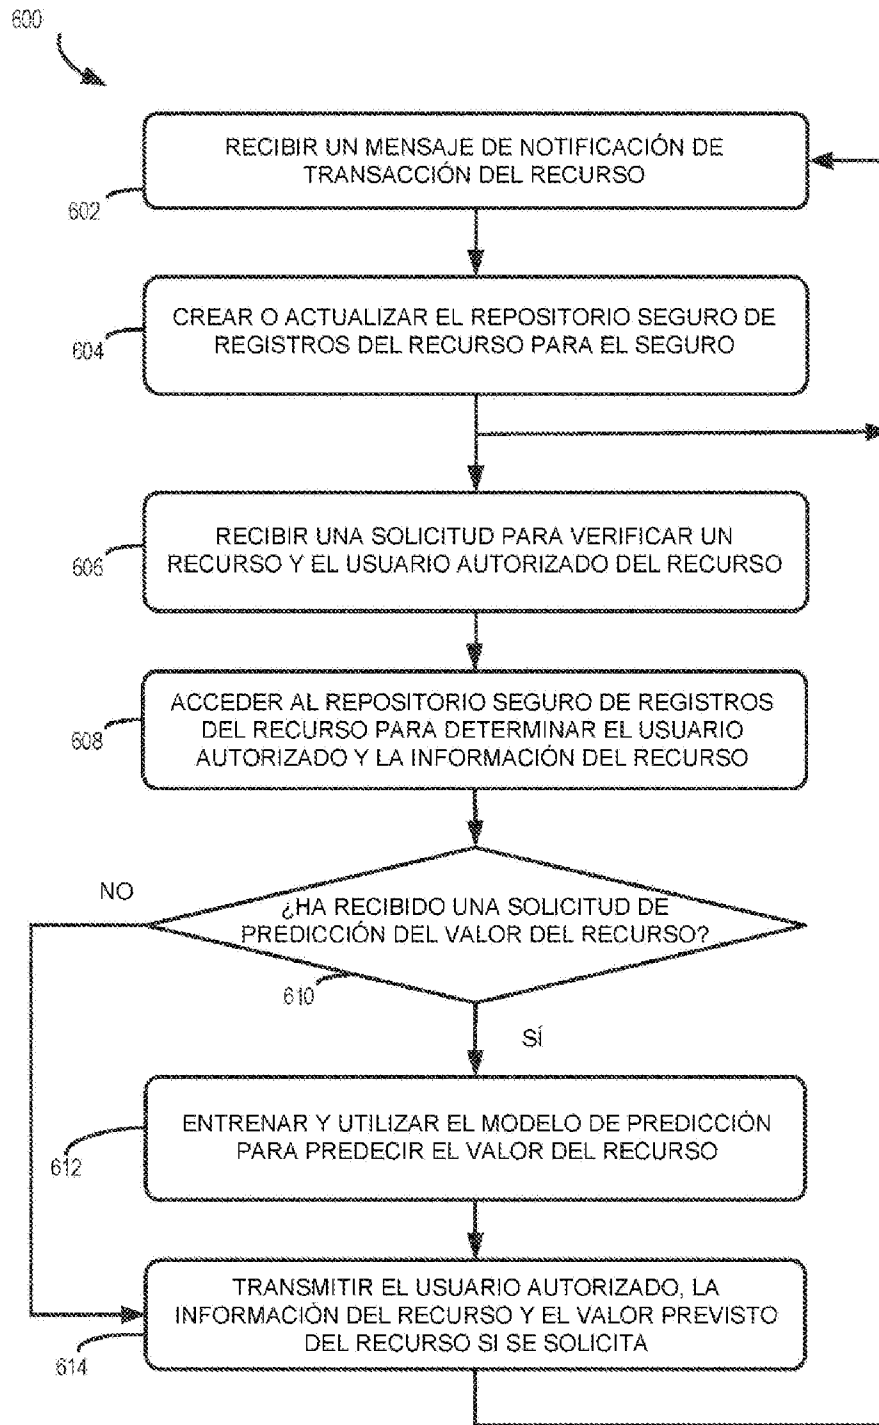 600
RECIBIR UN MENSAJE DE NOTIFICACIÓN DE
TRANSACCIÓN DEL RECURSO
602
CREAR O ACTUALIZAR EL REPOSITORIO SEGURO DE
REGISTROS DEL RECURSO PARA EL SEGURO
604
RECIBIR UNA SOLICITUD PARA VERIFICAR UN
RECURSO Y EL USUARIO AUTORIZADO DEL RECURSO
606
ACCEDER AL REPOSITORIO SEGURO DE REGISTROS
DEL RECURSO PARA DETERMINAR EL USUARIO
AUTORIZADO Y LA INFORMACIÓN DEL RECURSO
608
NO
¿HA RECIBIDO UNA SOLICITUD DE
PREDICCIÓN DEL VALOR DEL RECURSO?
610
SÍ
ENTRENAR Y UTILIZAR EL MODELO DE PREDICCIÓN
PARA PREDECIR EL VALOR DEL RECURSO
612
TRANSMITIR EL USUARIO AUTORIZADO, LA
INFORMACIÓN DEL RECURSO Y EL VALOR PREVISTO
DEL RECURSO SI SE SOLICITA
614